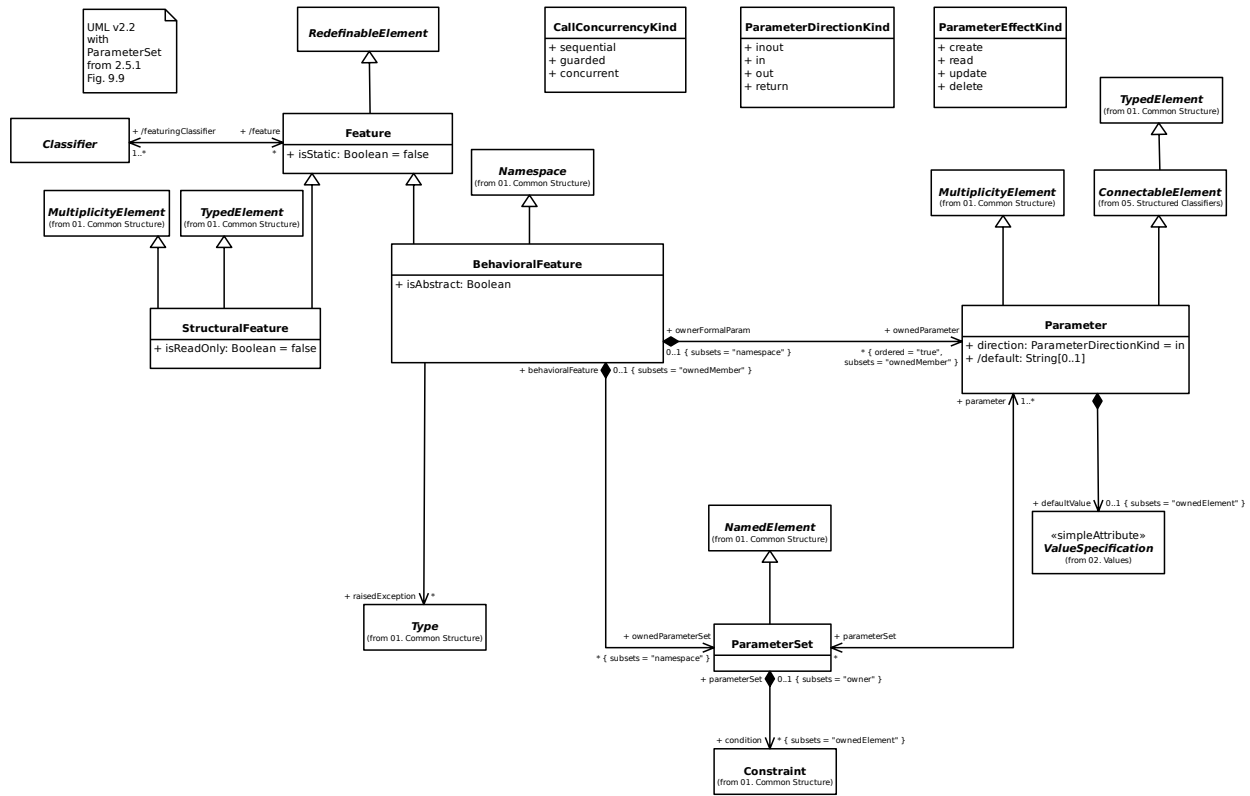 UML v2.2
with
ParameterSet
from 2.5.1
Fig. 9.9
RedefinableElement
CallConcurrencyKind
+ sequential
+ guarded
+ concurrent
ParameterDirectionKind
+ inout
+ in
+ out
+ return
ParameterEffectKind
+ create
+ read
+ update
+ delete
TypedElement
(from 01. Common Structure)
Classifier
+ /featuringClassifier
1..*
+ /feature
*
Feature
+ isStatic: Boolean = false
Namespace
(from 01. Common Structure)
MultiplicityElement
(from 01. Common Structure)
ConnectableElement
(from 05. Structured Classifiers)
MultiplicityElement
(from 01. Common Structure)
TypedElement
(from 01. Common Structure)
BehavioralFeature
+ isAbstract: Boolean
StructuralFeature
+ isReadOnly: Boolean = false
+ ownerFormalParam
0..1 { subsets = "namespace" }
+ ownedParameter
* { ordered = "true",
subsets = "ownedMember" }
Parameter
+ direction: ParameterDirectionKind = in
+ /default: String[0..1]
+ behavioralFeature
0..1 { subsets = "ownedMember" }
+ parameter
1..*
+ defaultValue
0..1 { subsets = "ownedElement" }
«simpleAttribute»
ValueSpecification
(from 02. Values)
NamedElement
(from 01. Common Structure)
+ raisedException
*
Type
(from 01. Common Structure)
+ ownedParameterSet
* { subsets = "namespace" }
ParameterSet
+ parameterSet
*
+ parameterSet
0..1 { subsets = "owner" }
+ condition
* { subsets = "ownedElement" }
Constraint
(from 01. Common Structure)